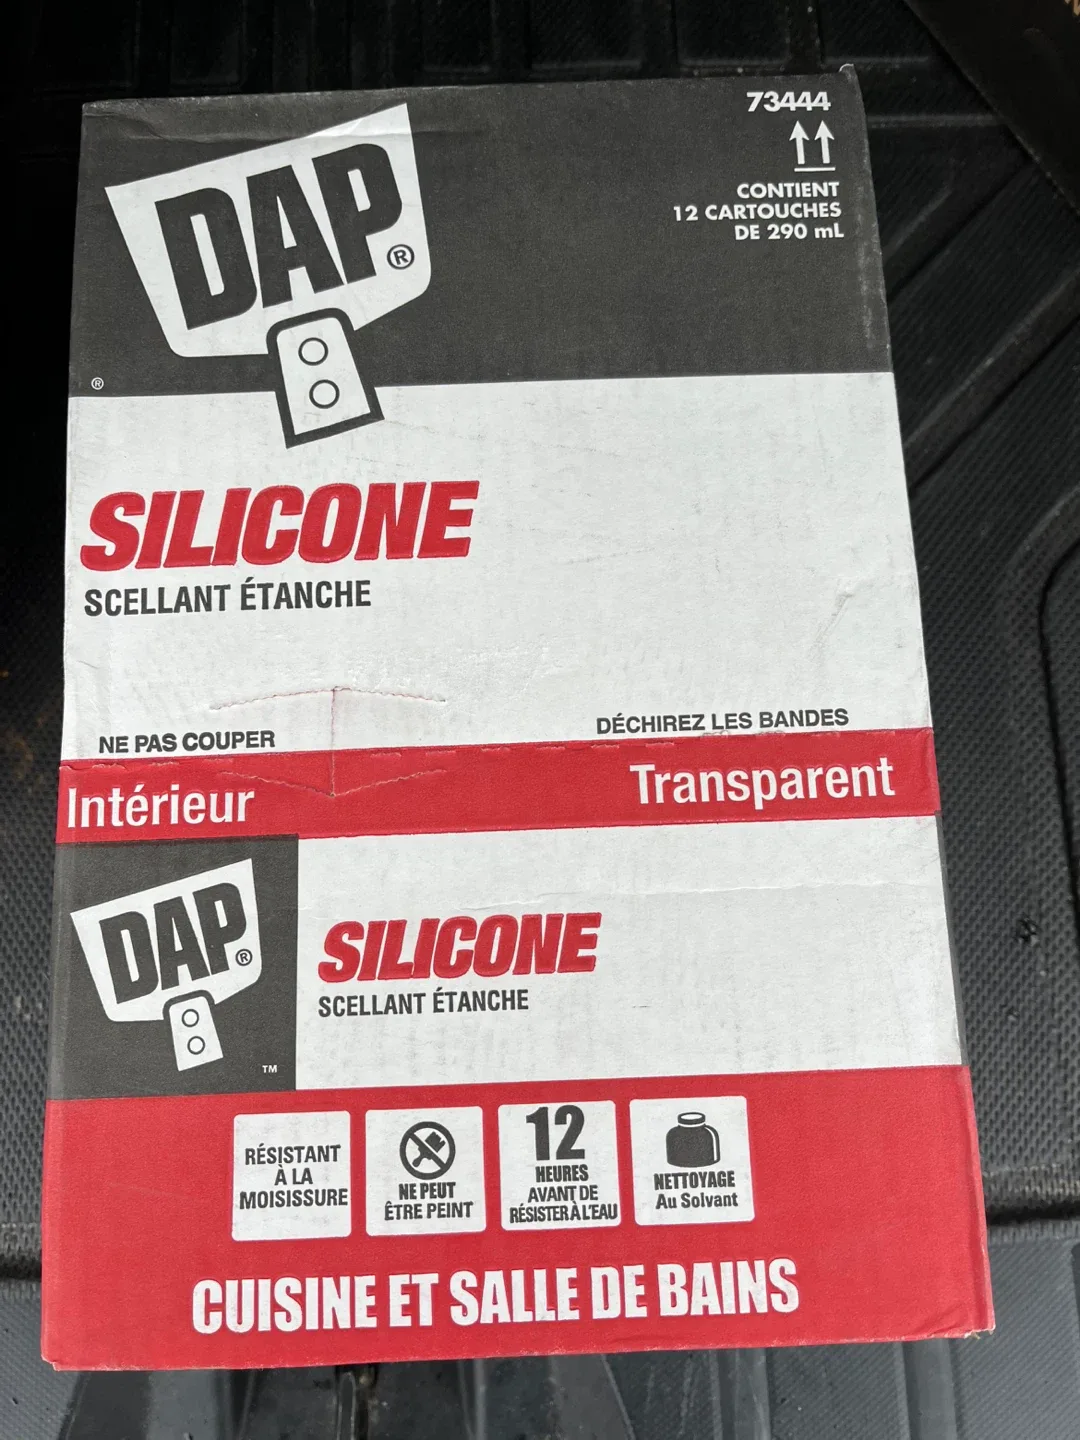 73444
CONTIENT
12 CARTOUCHES
DE 290 mL
DAP®
®
SILICONE
SCELLANT ÉTANCHE
NE PAS COUPER
DÉCHIREZ LES BANDES
Intérieur
Transparent
DAP®
TM
SILICONE
SCELLANT ÉTANCHE
RÉSISTANT
À LA
MOISISSURE
NE PEUT
ÊTRE PEINT
12
HEURES
AVANT DE
RÉSISTER À L'EAU
NETTOYAGE
Au Solvant
CUISINE ET SALLE DE BAINS